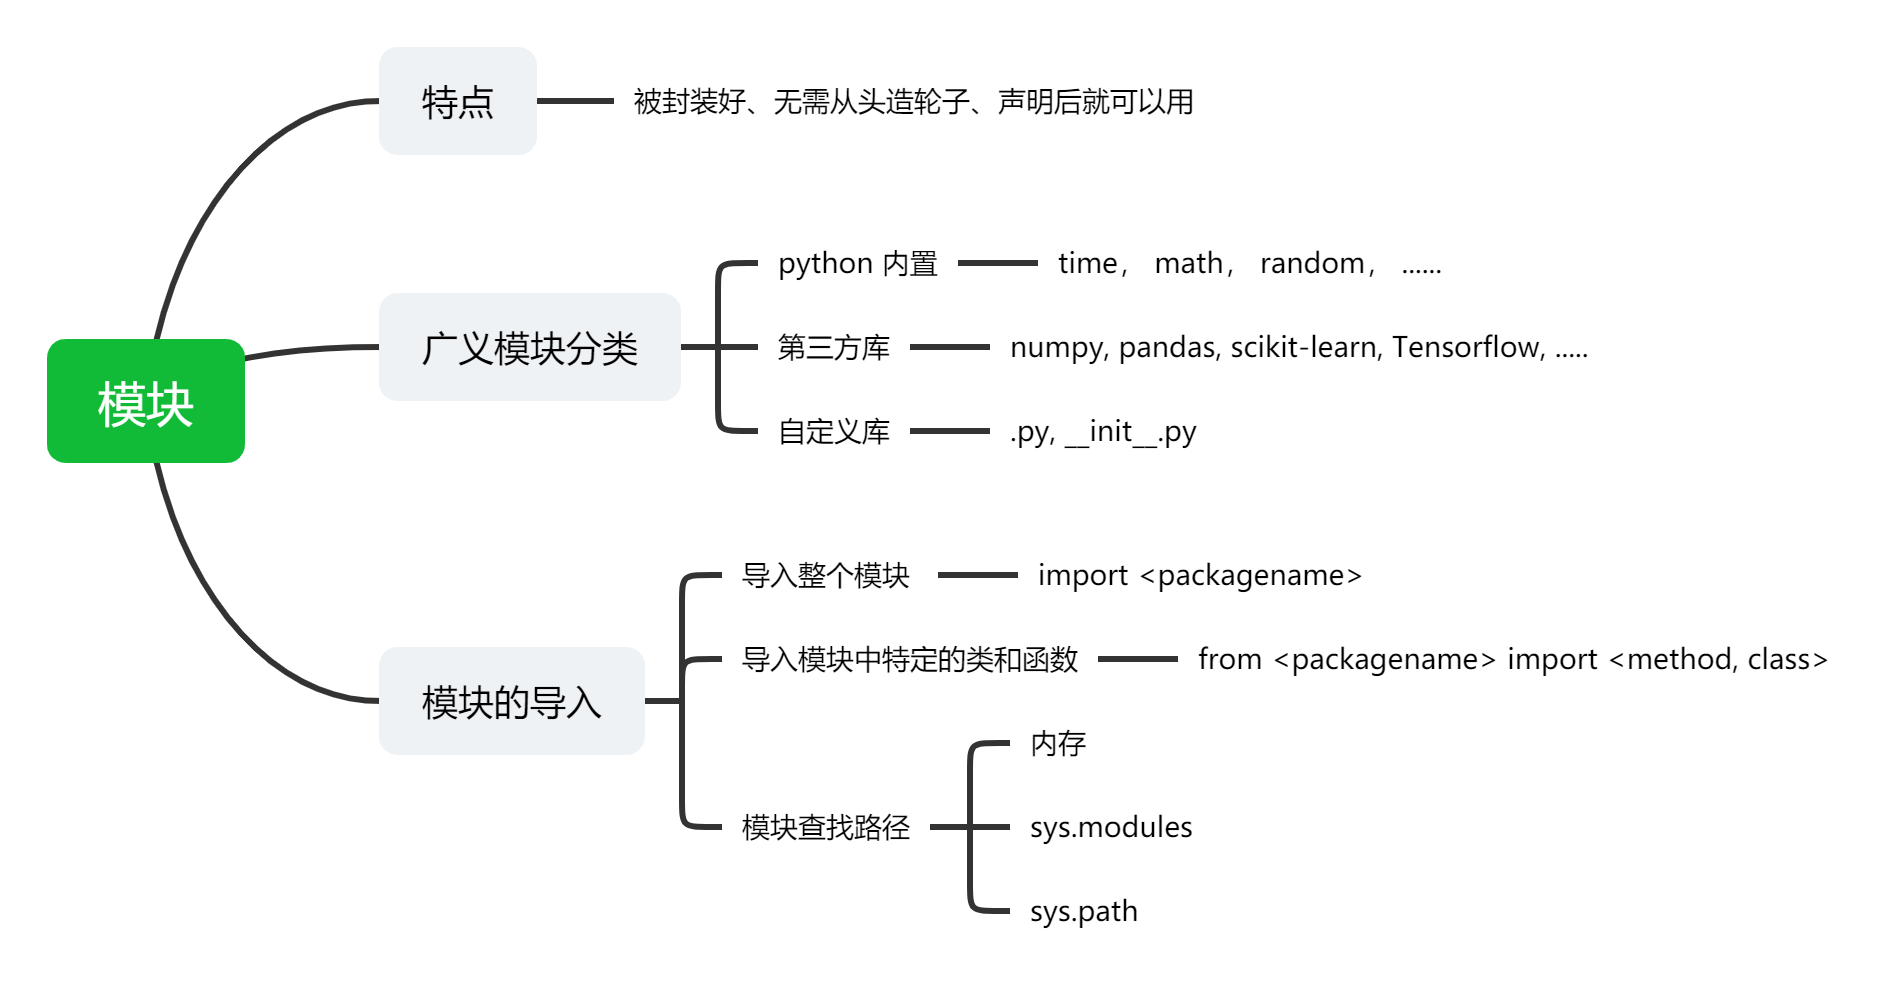 模块
特点
被封装好、无需从头造轮子、声明后就可以用
广义模块分类
python 内置
time， math， random， ......
第三方库
numpy, pandas, scikit-learn, Tensorflow, .....
自定义库
.py, __init__.py
模块的导入
导入整个模块
import <packagename>
导入模块中特定的类和函数
from <packagename> import <method, class>
模块查找路径
内存
sys.modules
sys.path